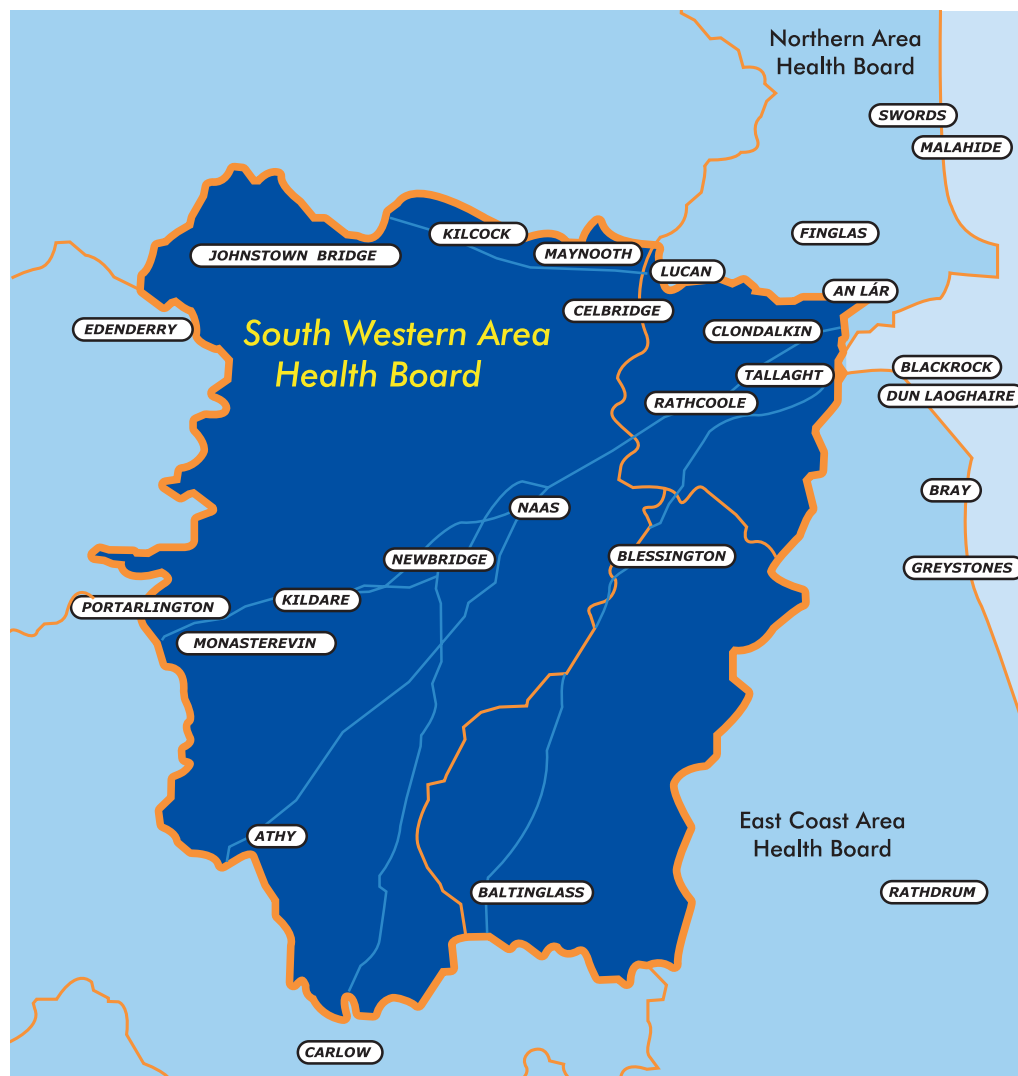 Northern Area
Health Board
SWORDS
MALAHIDE
FINGLAS
KILCOCK
MAYNOOTH
JOHNSTOWN BRIDGE
LUCAN
AN LÁR
CELBRIDGE
EDENDERRY
CLONDALKIN
South Western Area
Health Board
BLACKROCK
TALLAGHT
DUN LAOGHAIRE
RATHCOOLE
BRAY
NAAS
BLESSINGTON
NEWBRIDGE
GREYSTONES
KILDARE
PORTARLINGTON
MONASTEREVIN
East Coast Area
Health Board
ATHY
BALTINGLASS
RATHDRUM
CARLOW